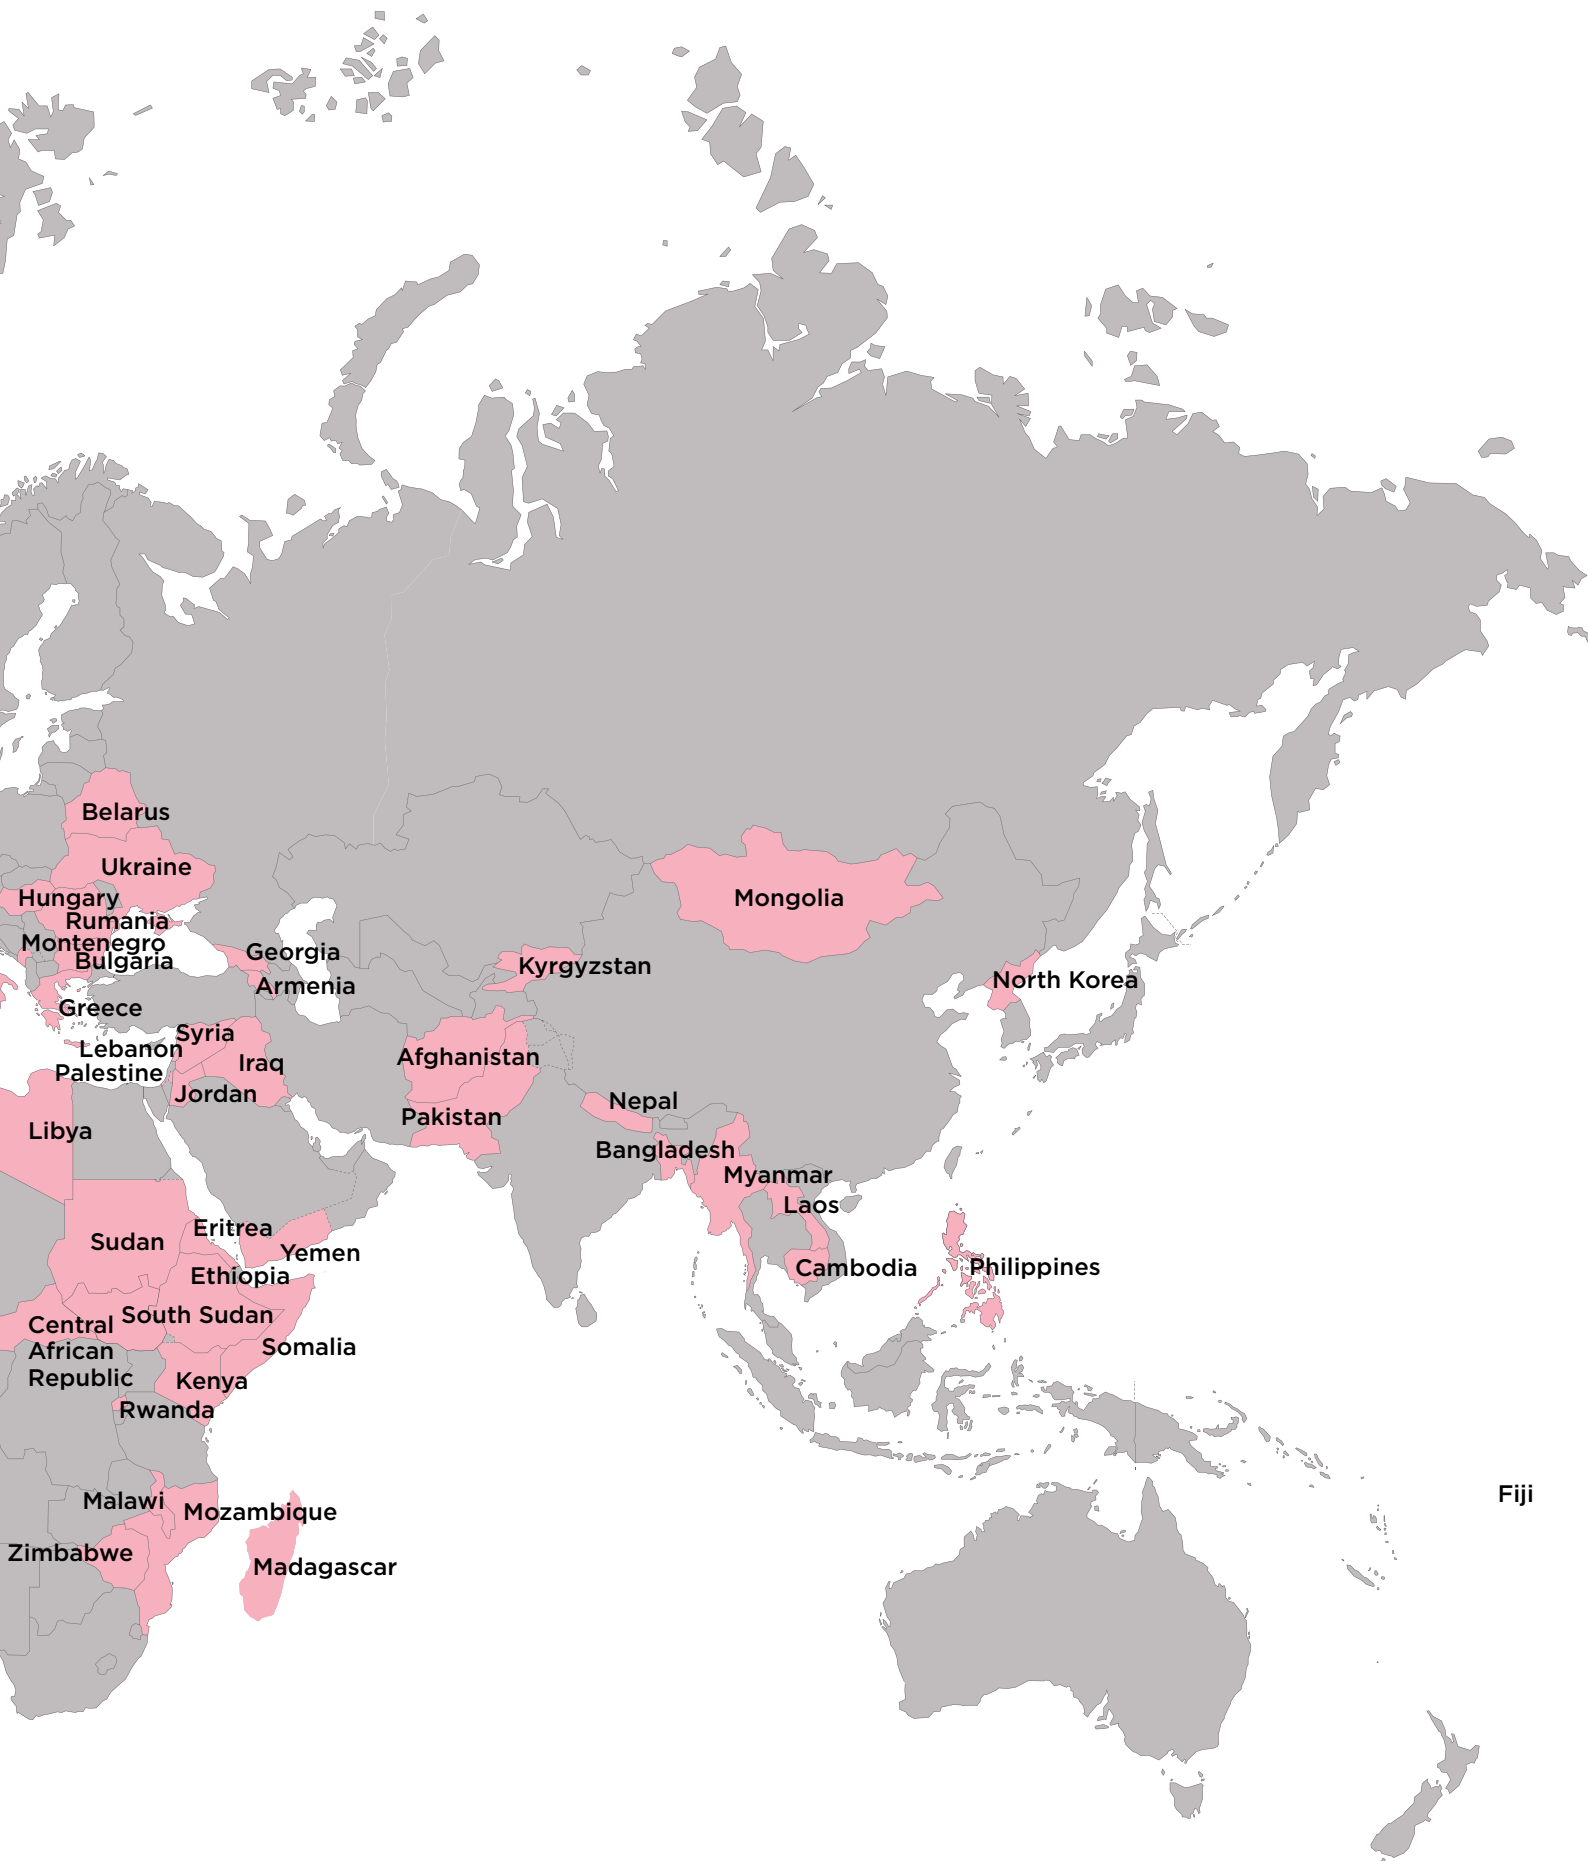 Belarus
Ukraine
Hungary
Mongolia
Rumania
Montenegro
Georgia
Bulgaria
Kyrgyzstan
North Korea
Armenia
Greece
Syria
Lebanon
Afghanistan
Iraq
Palestine
Jordan
Nepal
Pakistan
Libya
Bangladesh
Myanmar
Laos
Eritrea
Sudan
Yemen
Philippines
Cambodia
Ethiopia
South Sudan
Central
African
Republic
Somalia
Kenya
Rwanda
Fiji
Malawi
Mozambique
Zimbabwe
Madagascar